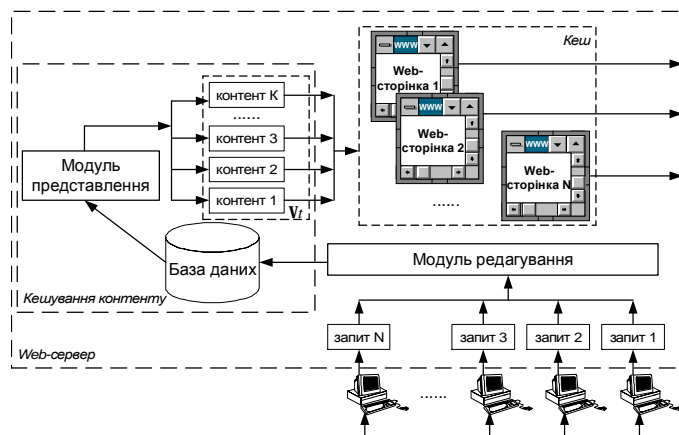 Кеш
www
Web-
сторінка 1
www
Web-
сторінка 2
www
Web-
сторінка N
......
контент К
......
контент 3
контент 2
контент 1
Vt
Модуль
представлення
База даних
Кешування контенту
Модуль редагування
запит N
запит 3
запит 2
запит 1
Web-сервер
......